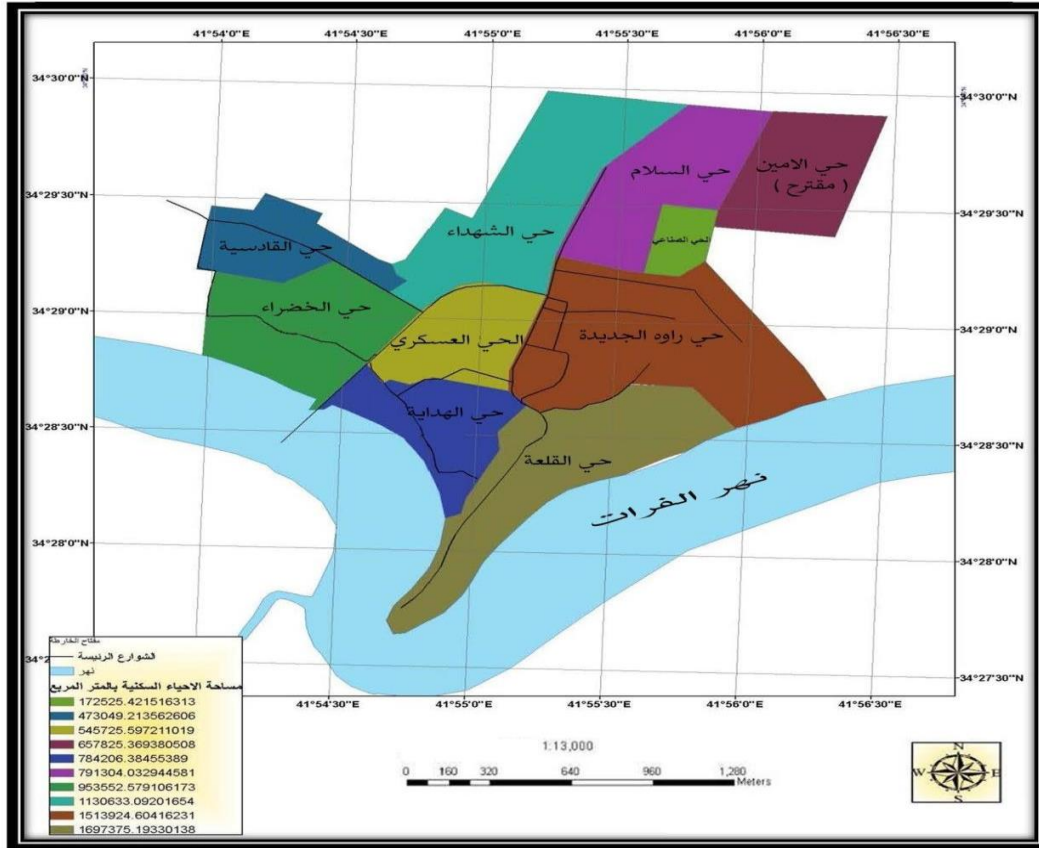 41°54'0"E 41°54'30"E 41°55'0"E 41°55'30"E 41°56'0"E 41°56'30"E
34°30'0"N
34°30'0"N
حي الامين
( مقترح )
حي السلام
34°29'30"N
34°29'30"N
حي الشهداء
الحي الصناعي
حي القادسية
حي الخضراء
34°29'0"N
34°29'0"N
حي راوه الجديدة
الحي العسكري
حي الهداية
34°28'30"N
34°28'30"N
حي القلعة
نهر الفرات
34°28'0"N
34°28'0"N
34°2
34°27'30"N
41°54'30"E 41°55'0"E 41°55'30"E 41°56'0"E 41°56'30"E
مفتاح الخارطة
الشوارع الرئيسة
نهر
مساحة الاحياء السكنية بالمتر المربع
172525.421516313
473049.213562606
545725.597211019
657825.369380508
784206.38455389
791304.032944581
953552.579106173
1130633.09201654
1513924.60416231
1697375.19330138
1:13,000
0 160 320 640 960 1,280
Meters
N
W E
S